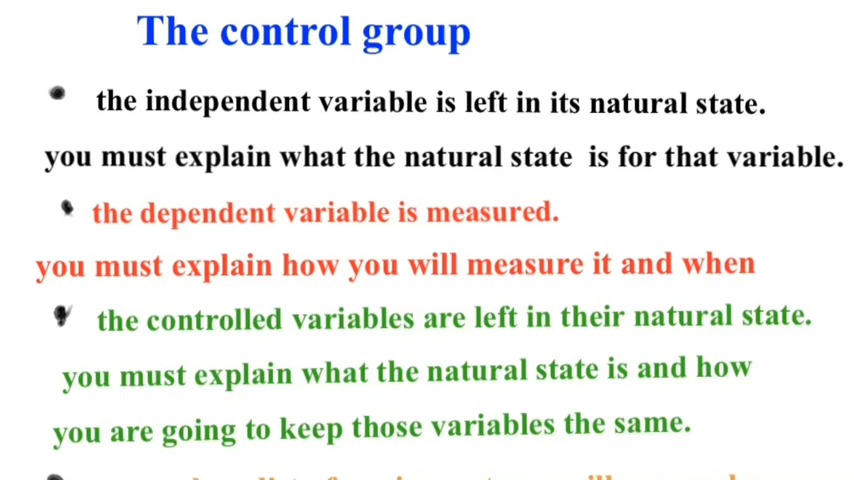 The control group
the independent variable is left in its natural state.
you must explain what the natural state is for that variable.
the dependent variable is measured.
you must explain how you will measure it and when
the controlled variables are left in their natural state.
you must explain what the natural state is and how
you are going to keep those variables the same.